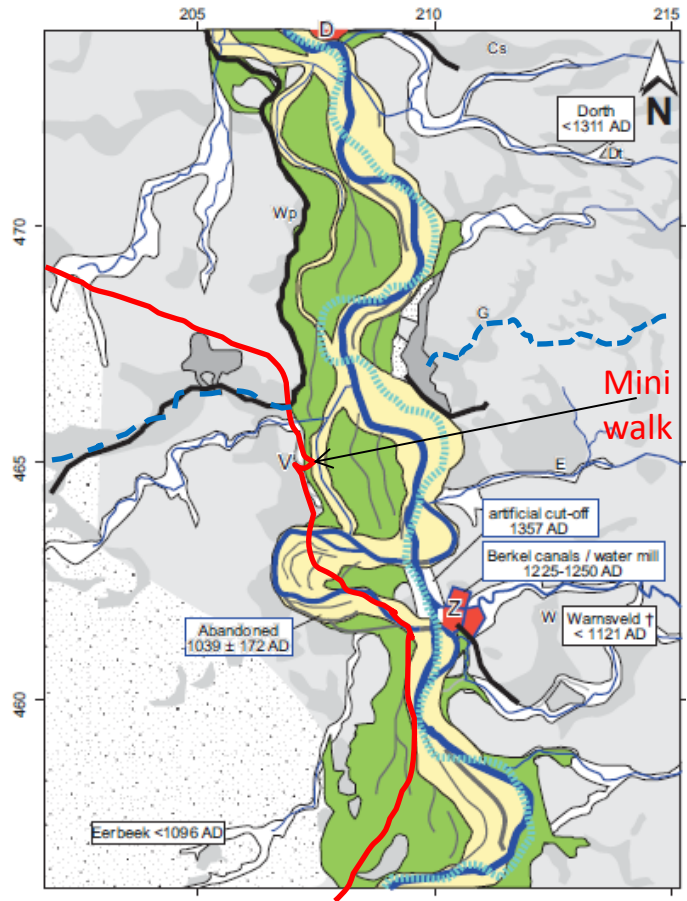 205
210
215
D
Cs
N
Dorth
<1311 AD
Dt
Wp
470
G
Mini
walk
V
465
E
artificial cut-off
1357 AD
Berkel canals / water mill
1225-1250 AD
Z
W
Warnsveld †
< 1121 AD
Abandoned
1039 ± 172 AD
460
Eerbeek <1096 AD